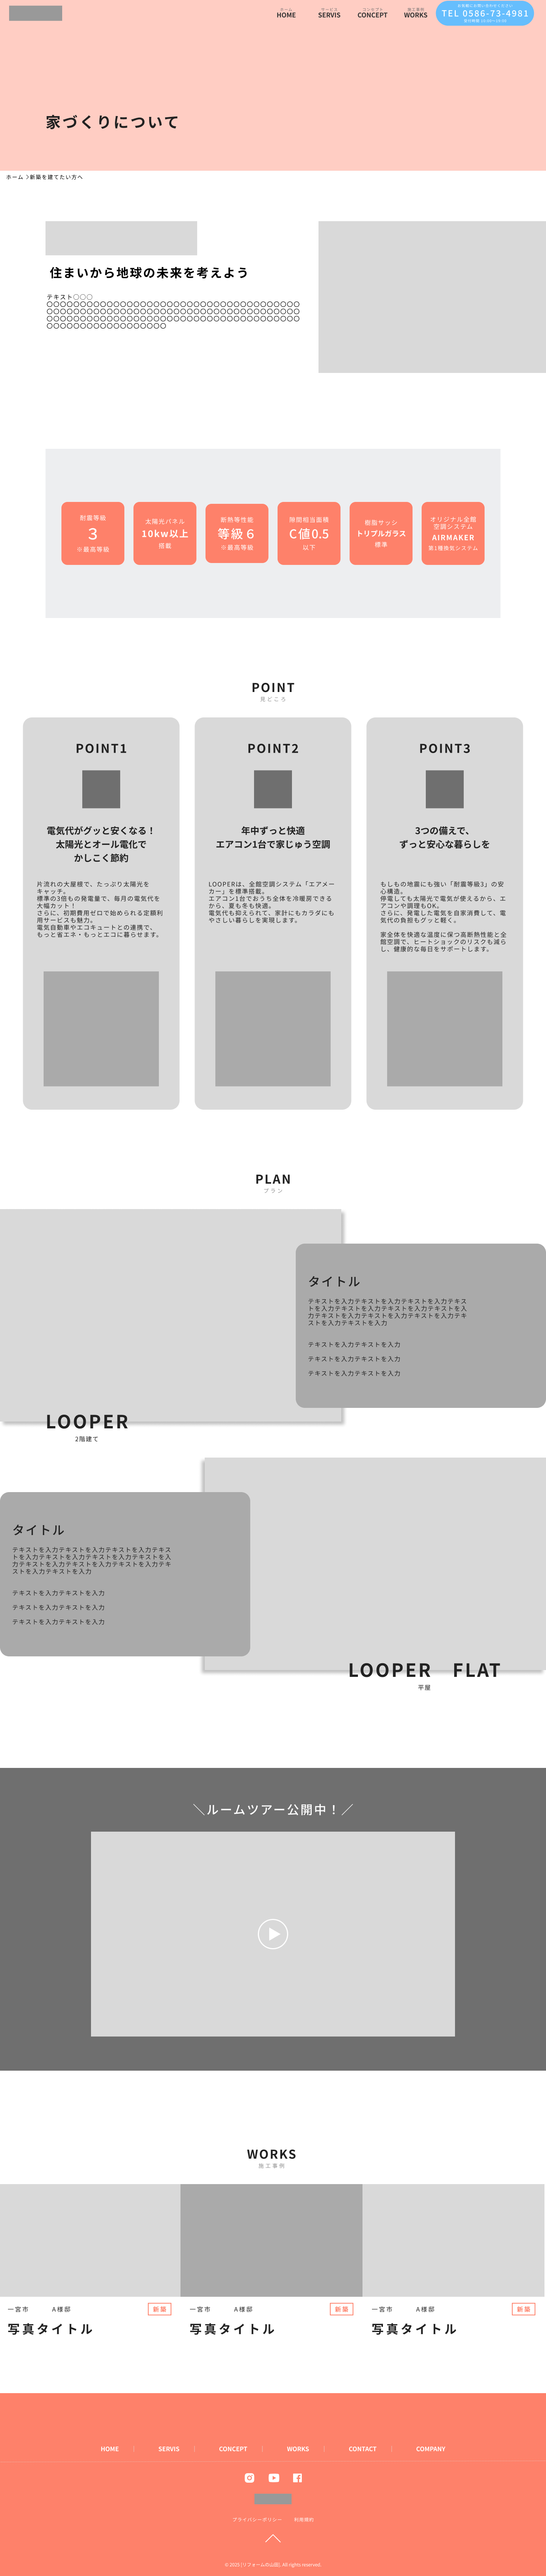 ホーム
HOME
サービス
SERVIS
コンセプト
CONCEPT
施工事例
WORKS
お気軽にお問い合わせください
TEL 0586-73-4981
家づくりについて
ホーム >新築を建てたい方へ
住まいから地球の未来を考えよう
テキスト〇〇〇
〇〇〇〇〇〇〇〇〇〇〇〇〇〇〇〇〇〇〇〇〇〇〇〇〇〇〇〇〇〇〇〇〇〇〇〇〇〇
〇〇〇〇〇〇〇〇〇〇〇〇〇〇〇〇〇〇〇〇〇〇〇〇〇〇〇〇〇〇〇〇〇〇〇〇〇〇
〇〇〇〇〇〇〇〇〇〇〇〇〇〇〇〇〇〇〇〇〇〇〇〇〇〇〇〇〇〇〇〇〇〇〇〇〇〇
〇〇〇〇〇〇〇〇〇〇〇〇〇〇〇〇〇〇
耐震等級
3
※最高等級
太陽光パネル
10kw以上
搭載
断熱等性能
等級６
※最高等級
隙間相当面積
C値0.5
以下
樹脂サッシ
トリプルガラス
標準
オリジナル全館
空調システム
AIRMAKER
第1種換気システム
POINT
見どころ
POINT1
電気代がグッと安くなる！
太陽光とオール電化で
かしこく節約
片流れの大屋根で、たっぷり太陽光を
キャッチ。
標準の3倍もの発電量で、毎月の電気代を
大幅カット！
さらに、初期費用ゼロで始められる定額利
用サービスも魅力。
電気自動車やエコキュートとの連携で、
もっと省エネ・もっとエコに暮らせます。
POINT2
年中ずっと快適
エアコン1台で家じゅう空調
LOOPERは、全館空調システム「エアメー
カー」を標準搭載。
エアコン1台でおうち全体を冷暖房できる
から、夏も冬も快適。
電気代も抑えられて、家計にもカラダにも
やさしい暮らしを実現します。
POINT3
3つの備えで、
ずっと安心な暮らしを
もしもの地震にも強い「耐震等級3」の安
心構造。
停電しても太陽光で電気が使えるから、エ
アコンや調理もOK。
さらに、発電した電気を自家消費して、電
気代の負担もグッと軽く。
家全体を快適な温度に保つ高断熱性能と全
館空調で、ヒートショックのリスクも減ら
し、健康的な毎日をサポートします。
PLAN
プラン
タイトル
テキストを入力テキストを入力テキストを入力テキス
トを入力テキストを入力テキストを入力テキストを入
力テキストを入力テキストを入力テキストを入力テキ
ストを入力テキストを入力
テキストを入力テキストを入力
テキストを入力テキストを入力
テキストを入力テキストを入力
LOOPER
2階建て
タイトル
テキストを入力テキストを入力テキストを入力テキス
トを入力テキストを入力テキストを入力テキストを入
力テキストを入力テキストを入力テキストを入力テキ
ストを入力テキストを入力
テキストを入力テキストを入力
テキストを入力テキストを入力
テキストを入力テキストを入力
LOOPER　FLAT
平屋
＼ルームツアー公開中！／
WORKS
施工事例
一宮市　A様邸　新築
写真タイトル
一宮市　A様邸　新築
写真タイトル
一宮市　A様邸　新築
写真タイトル
HOME | SERVIS | CONCEPT | WORKS | CONTACT | COMPANY
プライバシーポリシー　利用規約